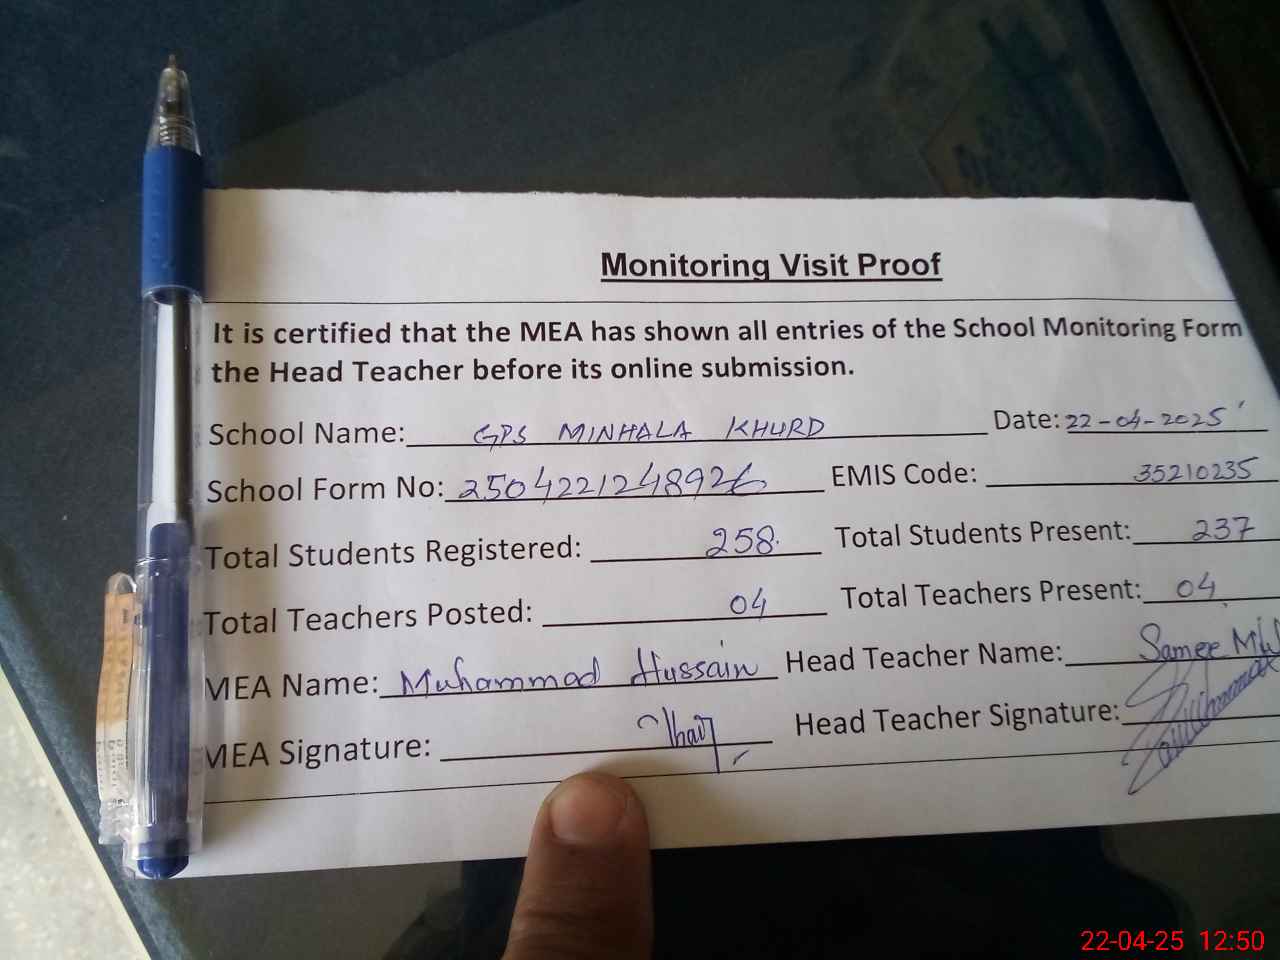 Monitoring Visit Proof
It is certified that the MEA has shown all entries of the School Monitoring Form
the Head Teacher before its online submission.
School Name: GPS MINHALA KHURD Date: 22-04-2025
School Form No: 2504221248926 EMIS Code: 35210235
Total Students Registered: 258 Total Students Present: 237
Total Teachers Posted: 04 Total Teachers Present: 04
MEA Name: Muhammad Hussain Head Teacher Name:
MEA Signature: Head Teacher Signature:
22-04-25 12:50